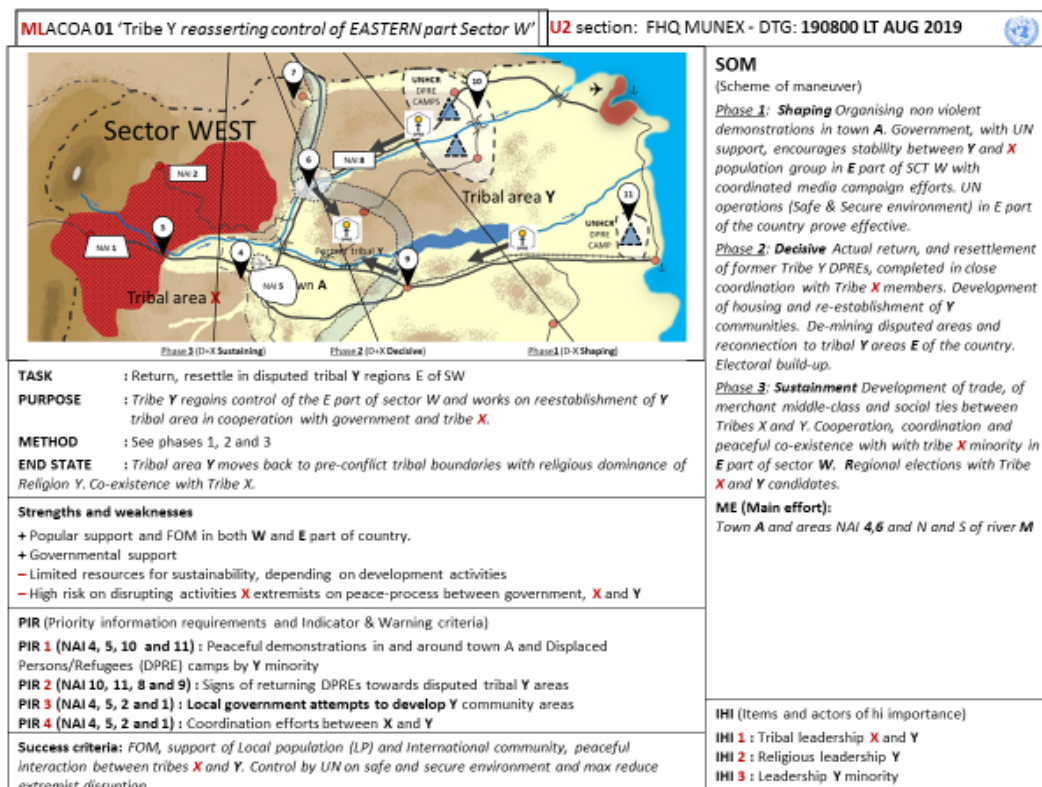 MLACOA 01 'Tribe Y reasserting control of EASTERN part Sector W'
U2 section: FHQ MUNEX - DTG: 190800 LT AUG 2019
7
UNHCR
DPRE
CAMPS
10
Sector WEST
6
NAI 8
NAI 2
Tribal area Y
11
UNHCR
DPRE
CAMP
3
NAI 1
4
tribal Y
9
NAI 5
wn A
Tribal area X
Phase 3 (D+X Sustaining)
Phase 2 (D+X Decisive)
Phase1 (D-X Shaping)
TASK : Return, resettle in disputed tribal Y regions E of SW
PURPOSE : Tribe Y regains control of the E part of sector W and works on reestablishment of Y
tribal area in cooperation with government and tribe X.
METHOD : See phases 1, 2 and 3
END STATE : Tribal area Y moves back to pre-conflict tribal boundaries with religious dominance of
Religion Y. Co-existence with Tribe X.
Strengths and weaknesses
+ Popular support and FOM in both W and E part of country.
+ Governmental support
– Limited resources for sustainability, depending on development activities
– High risk on disrupting activities X extremists on peace-process between government, X and Y
PIR (Priority information requirements and Indicator & Warning criteria)
PIR 1 (NAI 4, 5, 10 and 11) : Peaceful demonstrations in and around town A and Displaced
Persons/Refugees (DPRE) camps by Y minority
PIR 2 (NAI 10, 11, 8 and 9) : Signs of returning DPREs towards disputed tribal Y areas
PIR 3 (NAI 4, 5, 2 and 1) : Local government attempts to develop Y community areas
PIR 4 (NAI 4, 5, 2 and 1) : Coordination efforts between X and Y
Success criteria: FOM, support of Local population (LP) and International community, peaceful
interaction between tribes X and Y. Control by UN on safe and secure environment and max reduce
extremist disruption
SOM
(Scheme of maneuver)
Phase 1: Shaping Organising non violent
demonstrations in town A. Government, with UN
support, encourages stability between Y and X
population group in E part of SCT W with
coordinated media campaign efforts. UN
operations (Safe & Secure environment) in E part
of the country prove effective.
Phase 2: Decisive Actual return, and resettlement
of former Tribe Y DPREs, completed in close
coordination with Tribe X members. Development
of housing and re-establishment of Y
communities. De-mining disputed areas and
reconnection to tribal Y areas E of the country.
Electoral build-up.
Phase 3: Sustainment Development of trade, of
merchant middle-class and social ties between
Tribes X and Y. Cooperation, coordination and
peaceful co-existence with with tribe X minority in
E part of sector W. Regional elections with Tribe
X and Y candidates.
ME (Main effort):
Town A and areas NAI 4,6 and N and S of river M
IHI (Items and actors of hi importance)
IHI 1 : Tribal leadership X and Y
IHI 2 : Religious leadership Y
IHI 3 : Leadership Y minority